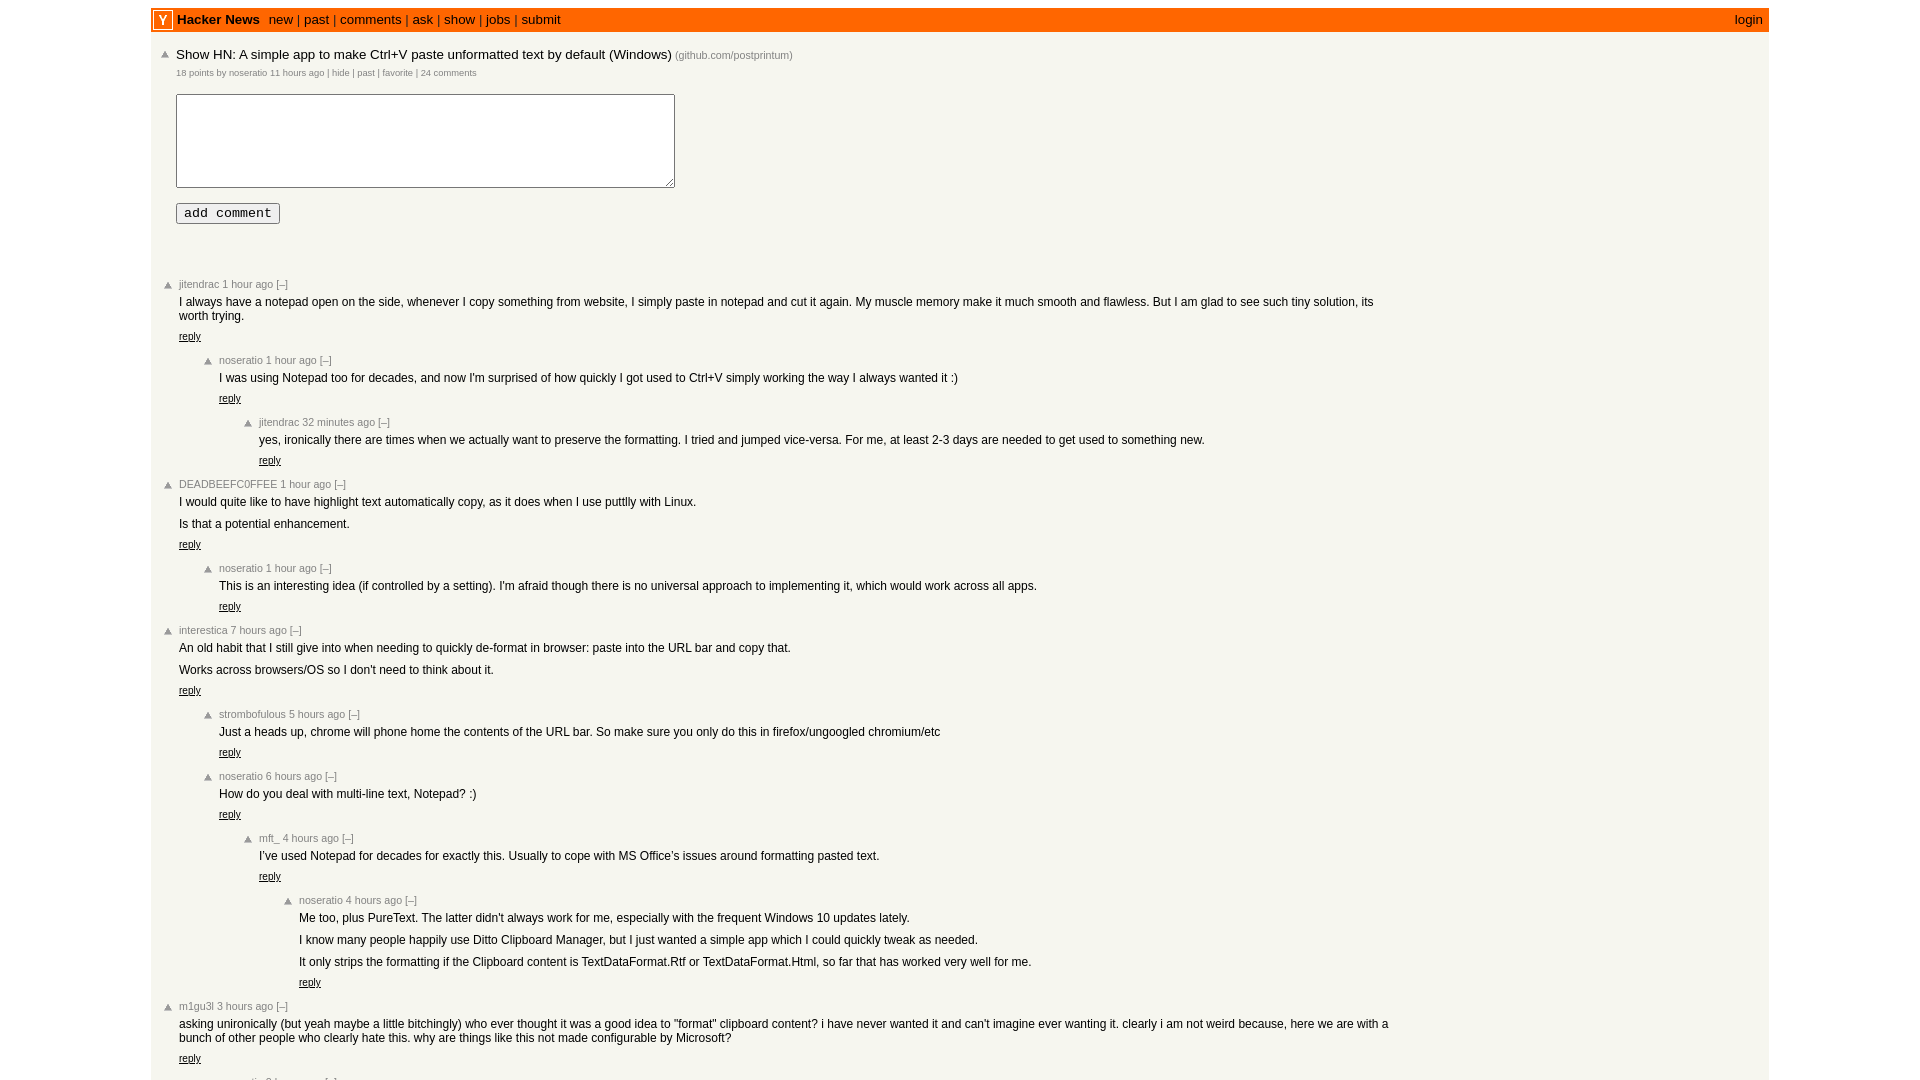 Y Hacker News new | past | comments | ask | show | jobs | submit login
Show HN: A simple app to make Ctrl+V paste unformatted text by default (Windows) (github.com/postprintum)
18 points by noseratio 11 hours ago | hide | past | favorite | 24 comments
add comment
jitendrac 1 hour ago [–]
I always have a notepad open on the side, whenever I copy something from website, I simply paste in notepad and cut it again. My muscle memory make it much smooth and flawless. But I am glad to see such tiny solution, its
worth trying.
reply
noseratio 1 hour ago [–]
I was using Notepad too for decades, and now I'm surprised of how quickly I got used to Ctrl+V simply working the way I always wanted it :)
reply
jitendrac 32 minutes ago [–]
yes, ironically there are times when we actually want to preserve the formatting. I tried and jumped vice-versa. For me, at least 2-3 days are needed to get used to something new.
reply
DEADBEEFC0FFEE 1 hour ago [–]
I would quite like to have highlight text automatically copy, as it does when I use puttlly with Linux.
Is that a potential enhancement.
reply
noseratio 1 hour ago [–]
This is an interesting idea (if controlled by a setting). I'm afraid though there is no universal approach to implementing it, which would work across all apps.
reply
interestica 7 hours ago [–]
An old habit that I still give into when needing to quickly de-format in browser: paste into the URL bar and copy that.
Works across browsers/OS so I don't need to think about it.
reply
strombofulous 5 hours ago [–]
Just a heads up, chrome will phone home the contents of the URL bar. So make sure you only do this in firefox/ungoogled chromium/etc
reply
noseratio 6 hours ago [–]
How do you deal with multi-line text, Notepad? :)
reply
mft_ 4 hours ago [–]
I've used Notepad for decades for exactly this. Usually to cope with MS Office's issues around formatting pasted text.
reply
noseratio 4 hours ago [–]
Me too, plus PureText. The latter didn't always work for me, especially with the frequent Windows 10 updates lately.
I know many people happily use Ditto Clipboard Manager, but I just wanted a simple app which I could quickly tweak as needed.
It only strips the formatting if the Clipboard content is TextDataFormat.Rtf or TextDataFormat.Html, so far that has worked very well for me.
reply
m1gu3l 3 hours ago [–]
asking unironically (but yeah maybe a little bitchingly) who ever thought it was a good idea to "format" clipboard content? i have never wanted it and can't imagine ever wanting it. clearly i am not weird because, here we are with a
bunch of other people who clearly hate this. why are things like this not made configurable by Microsoft?
reply